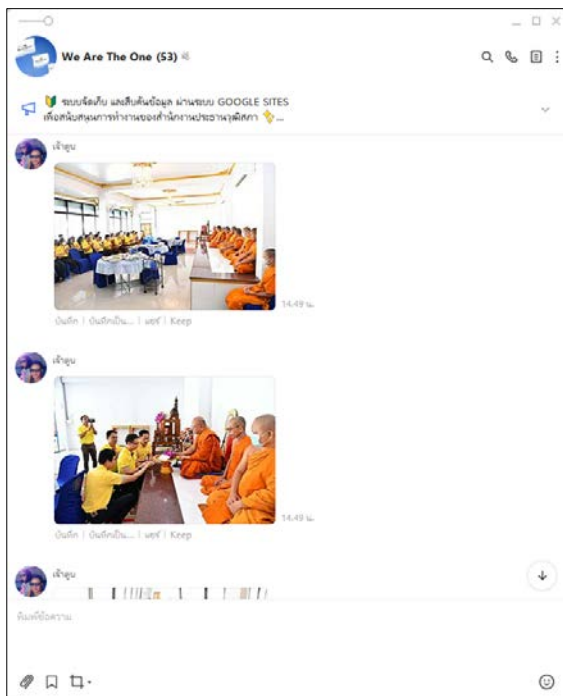 We Are The One (53)
ระบบจัดเก็บ และสืบค้นข้อมูล ผ่านระบบ GOOGLE SITES
เพื่อสนับสนุนการทำงานของสำนักงานประธานวุฒิสภา ✨...
เจ้าตูน
14.49 น.
บันทึก | บันทึกเป็น... | แชร์ | Keep
เจ้าตูน
14.49 น.
บันทึก | บันทึกเป็น... | แชร์ | Keep
เจ้าตูน
พิมพ์ข้อความ